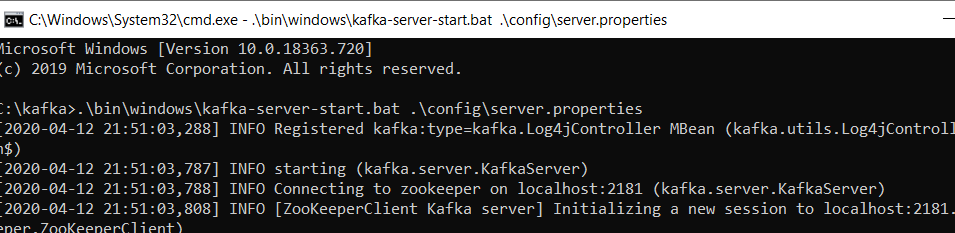 C:\Windows\System32\cmd.exe - .\bin\windows\kafka-server-start.bat .\config\server.properties
Microsoft Windows [Version 10.0.18363.720]
(c) 2019 Microsoft Corporation. All rights reserved.
C:\kafka>.\bin\windows\kafka-server-start.bat .\config\server.properties
[2020-04-12 21:51:03,288] INFO Registered kafka:type=kafka.Log4jController MBean (kafka.utils.Log4jControll
n$)
[2020-04-12 21:51:03,787] INFO starting (kafka.server.KafkaServer)
[2020-04-12 21:51:03,788] INFO Connecting to zookeeper on localhost:2181 (kafka.server.KafkaServer)
[2020-04-12 21:51:03,808] INFO [ZooKeeperClient Kafka server] Initializing a new session to localhost:2181.
eper.ZooKeeperClient)